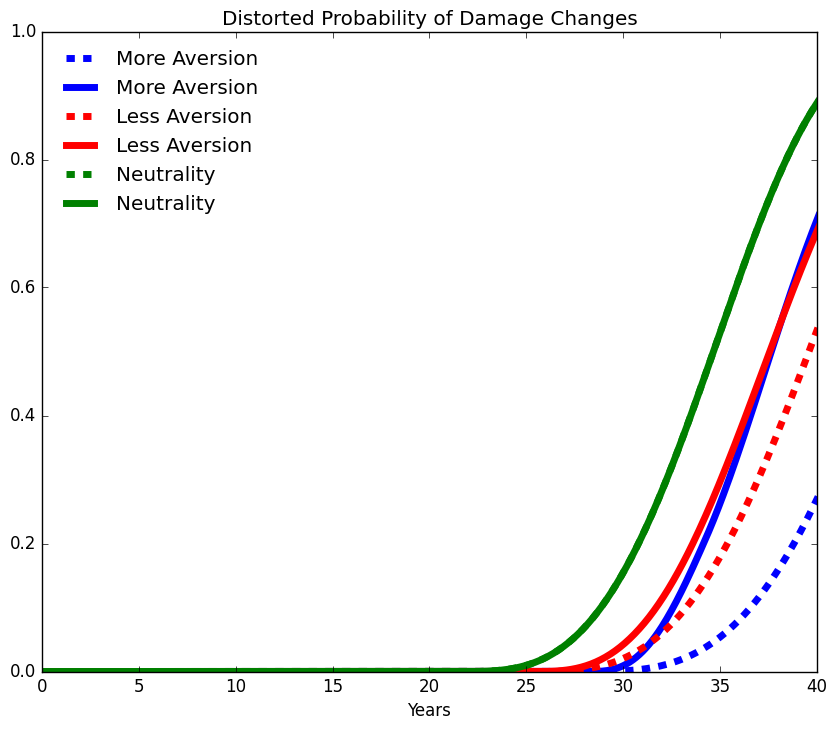 Distorted Probability of Damage Changes
1.0
0.8
0.6
0.4
0.2
0.0
More Aversion
More Aversion
Less Aversion
Less Aversion
Neutrality
Neutrality
0 5 10 15 20 25 30 35 40
Years